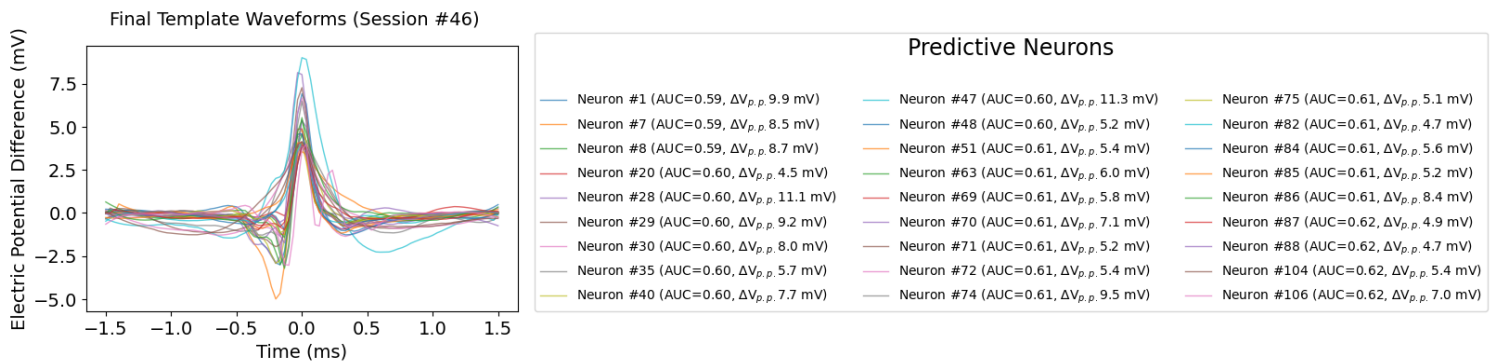 Final Template Waveforms (Session #46)
Electric Potential Difference (mV)
7.5
5.0
2.5
0.0
−2.5
−5.0
−1.5 −1.0 −0.5 0.0 0.5 1.0 1.5
Time (ms)
Predictive Neurons
Neuron #1 (AUC=0.59, ΔVp.p. 9.9 mV)
Neuron #7 (AUC=0.59, ΔVp.p. 8.5 mV)
Neuron #8 (AUC=0.59, ΔVp.p. 8.7 mV)
Neuron #20 (AUC=0.60, ΔVp.p. 4.5 mV)
Neuron #28 (AUC=0.60, ΔVp.p. 11.1 mV)
Neuron #29 (AUC=0.60, ΔVp.p. 9.2 mV)
Neuron #30 (AUC=0.60, ΔVp.p. 8.0 mV)
Neuron #35 (AUC=0.60, ΔVp.p. 5.7 mV)
Neuron #40 (AUC=0.60, ΔVp.p. 7.7 mV)
Neuron #47 (AUC=0.60, ΔVp.p. 11.3 mV)
Neuron #48 (AUC=0.60, ΔVp.p. 5.2 mV)
Neuron #51 (AUC=0.61, ΔVp.p. 5.4 mV)
Neuron #63 (AUC=0.61, ΔVp.p. 6.0 mV)
Neuron #69 (AUC=0.61, ΔVp.p. 5.8 mV)
Neuron #70 (AUC=0.61, ΔVp.p. 7.1 mV)
Neuron #71 (AUC=0.61, ΔVp.p. 5.2 mV)
Neuron #72 (AUC=0.61, ΔVp.p. 5.4 mV)
Neuron #74 (AUC=0.61, ΔVp.p. 9.5 mV)
Neuron #75 (AUC=0.61, ΔVp.p. 5.1 mV)
Neuron #82 (AUC=0.61, ΔVp.p. 4.7 mV)
Neuron #84 (AUC=0.61, ΔVp.p. 5.6 mV)
Neuron #85 (AUC=0.61, ΔVp.p. 5.2 mV)
Neuron #86 (AUC=0.61, ΔVp.p. 8.4 mV)
Neuron #87 (AUC=0.62, ΔVp.p. 4.9 mV)
Neuron #88 (AUC=0.62, ΔVp.p. 4.7 mV)
Neuron #104 (AUC=0.62, ΔVp.p. 5.4 mV)
Neuron #106 (AUC=0.62, ΔVp.p. 7.0 mV)